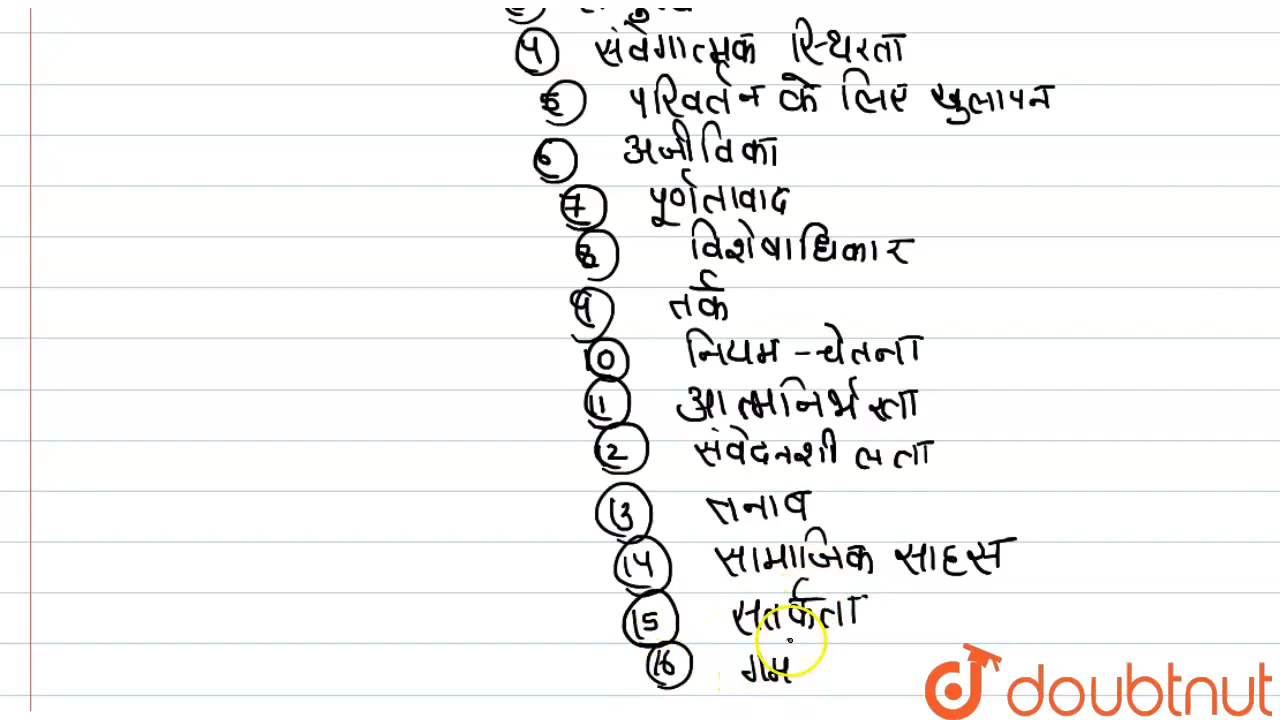 4 संवेगात्मक स्थिरता
5 परिवर्तन के लिए खुलापन
6 अजीविका
7 पूर्णतावाद
8 विशेषाधिकार
9 तर्क
10 नियम-चेतना
11 आत्मनिर्भरता
12 संवेदनशीलता
13 तनाव
14 सामाजिक साहस
15 सतर्कता
16 गम
doubtnut